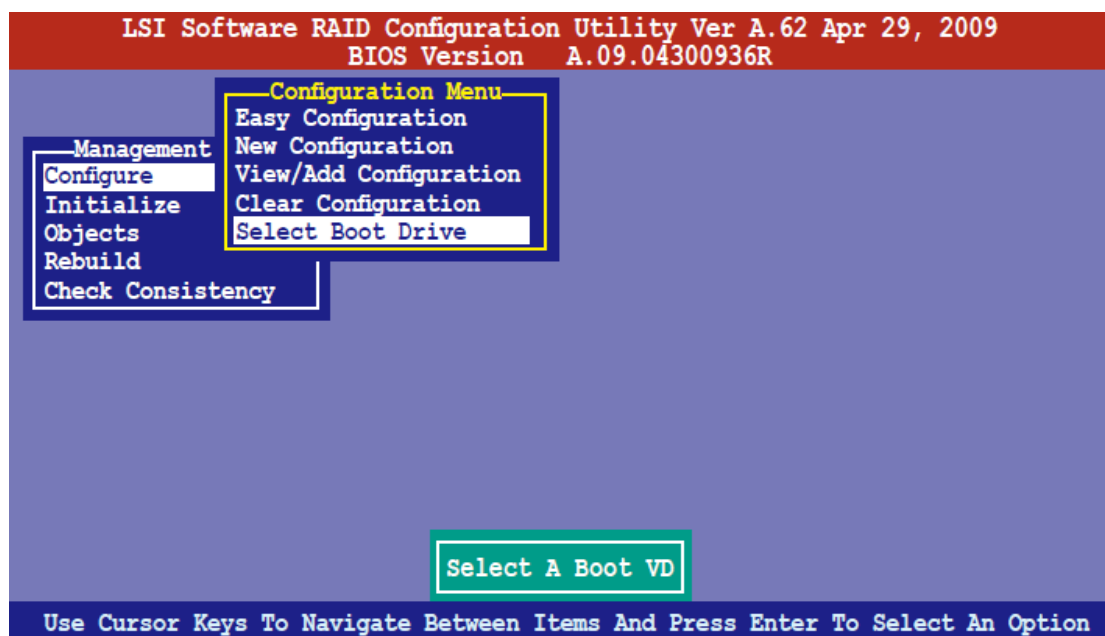 LSI Software RAID Configuration Utility Ver A.62 Apr 29, 2009
BIOS Version A.09.04300936R
Configuration Menu
Easy Configuration
New Configuration
View/Add Configuration
Clear Configuration
Select Boot Drive
Management
Configure
Initialize
Objects
Rebuild
Check Consistency
Select A Boot VD
Use Cursor Keys To Navigate Between Items And Press Enter To Select An Option